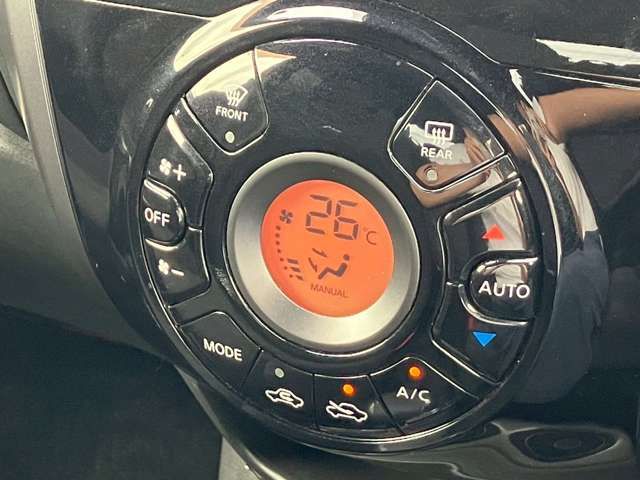 FRONT
REAR
+
OFF
-
26°C
MANUAL
AUTO
MODE
A/C